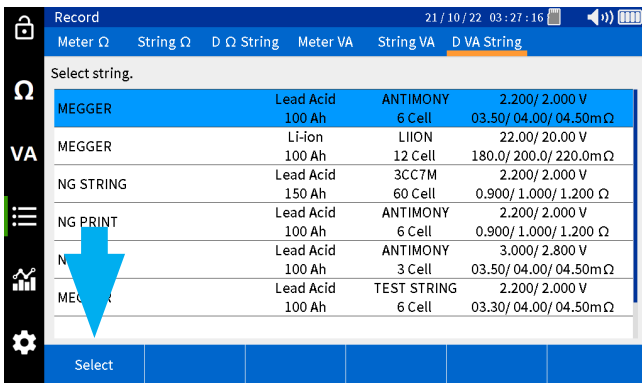 Record 21/10/22 03:27:16
Meter Ω String Ω D Ω String Meter VA String VA D VA String
Select string.
Ω
VA
MEGGER Lead Acid ANTIMONY 2.200/ 2.000 V
100 Ah 6 Cell 03.50/ 04.00/ 04.50mΩ
MEGGER Li-ion LIION 22.00/ 20.00 V
100 Ah 12 Cell 180.0/ 200.0/ 220.0mΩ
NG STRING Lead Acid 3CC7M 2.200/ 2.000 V
150 Ah 60 Cell 0.900/ 1.000/ 1.200 Ω
NG PRINT Lead Acid ANTIMONY 2.200/ 2.000 V
100 Ah 6 Cell 0.900/ 1.000/ 1.200 Ω
Lead Acid ANTIMONY 3.000/ 2.800 V
100 Ah 3 Cell 03.50/ 04.00/ 04.50mΩ
Lead Acid TEST STRING 2.200/ 2.000 V
100 Ah 6 Cell 03.30/ 04.00/ 04.50mΩ
Select